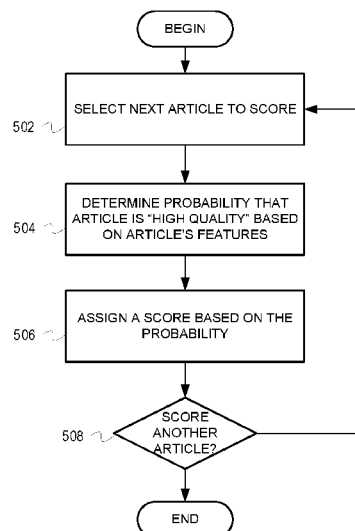 BEGIN
SELECT NEXT ARTICLE TO SCORE
502
DETERMINE PROBABILITY THAT
ARTICLE IS "HIGH QUALITY" BASED
ON ARTICLE'S FEATURES
504
ASSIGN A SCORE BASED ON THE
PROBABILITY
506
SCORE
ANOTHER
ARTICLE?
508
END